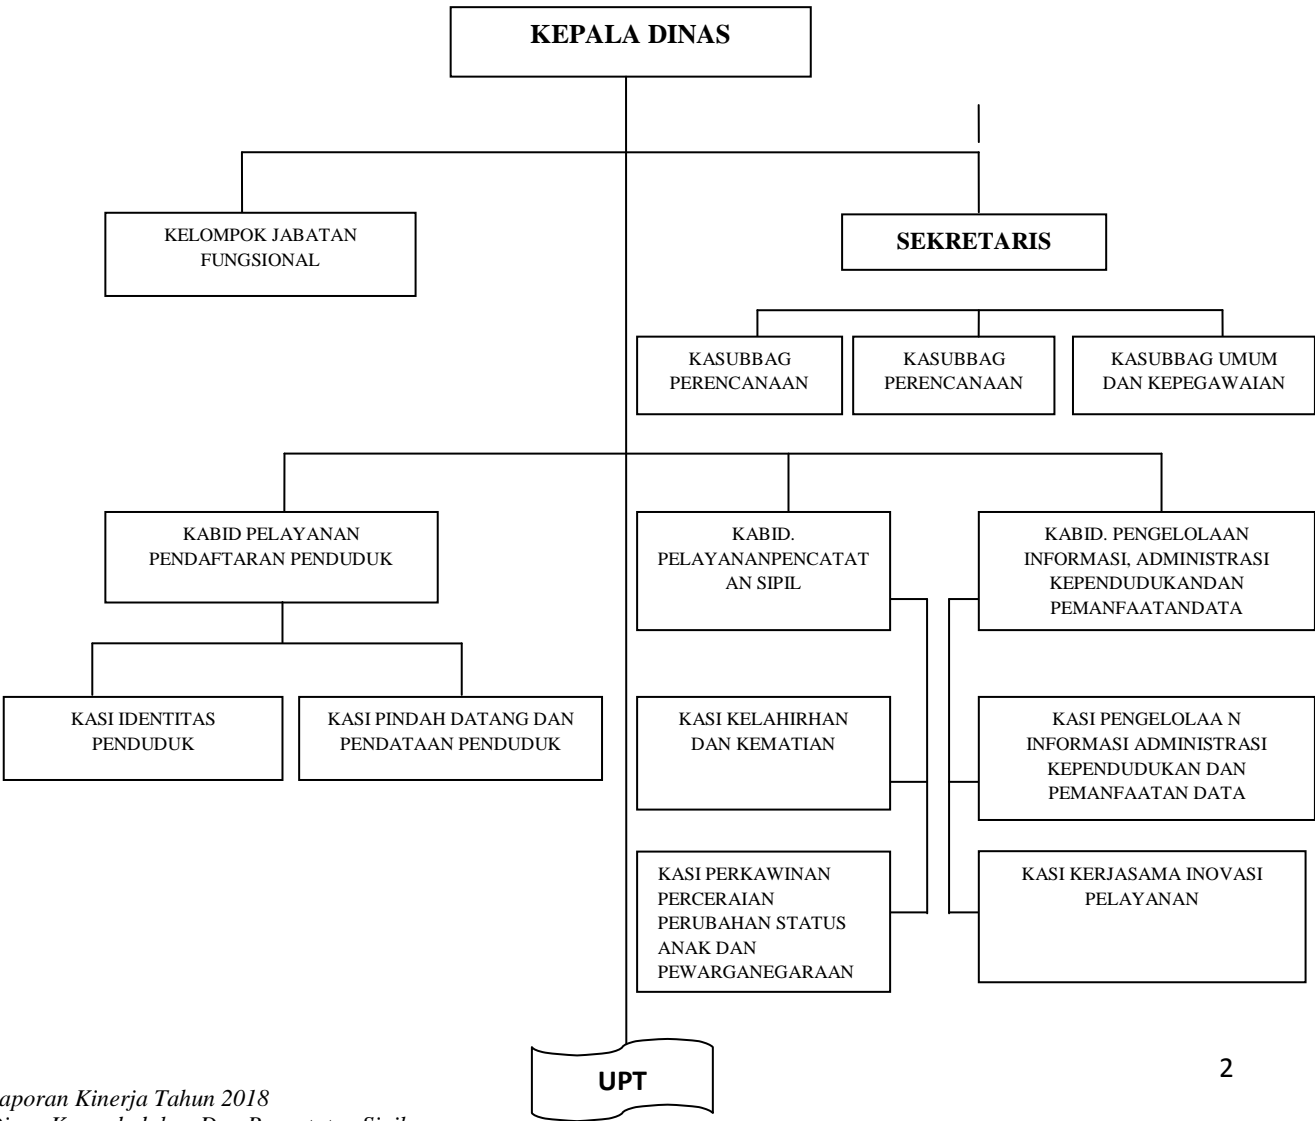 KEPALA DINAS
KELOMPOK JABATAN
FUNGSIONAL
SEKRETARIS
KASUBBAG
PERENCANAAN
KASUBBAG
PERENCANAAN
KASUBBAG UMUM
DAN KEPEGAWAIAN
KABID PELAYANAN
PENDAFTARAN PENDUDUK
KABID.
PELAYANANPENCATAT
AN SIPIL
KABID. PENGELOLAAN
INFORMASI, ADMINISTRASI
KEPENDUDUKANDAN
PEMANFAATANDATA
KASI IDENTITAS
PENDUDUK
KASI PINDAH DATANG DAN
PENDATAAN PENDUDUK
KASI KELAHIRHAN
DAN KEMATIAN
KASI PENGELOLAA N
INFORMASI ADMINISTRASI
KEPENDUDUKAN DAN
PEMANFAATAN DATA
KASI PERKAWINAN
PERCERAIAN
PERUBAHAN STATUS
ANAK DAN
PEWARGANEGARAAN
KASI KERJASAMA INOVASI
PELAYANAN
UPT
2
aporan Kinerja Tahun 2018